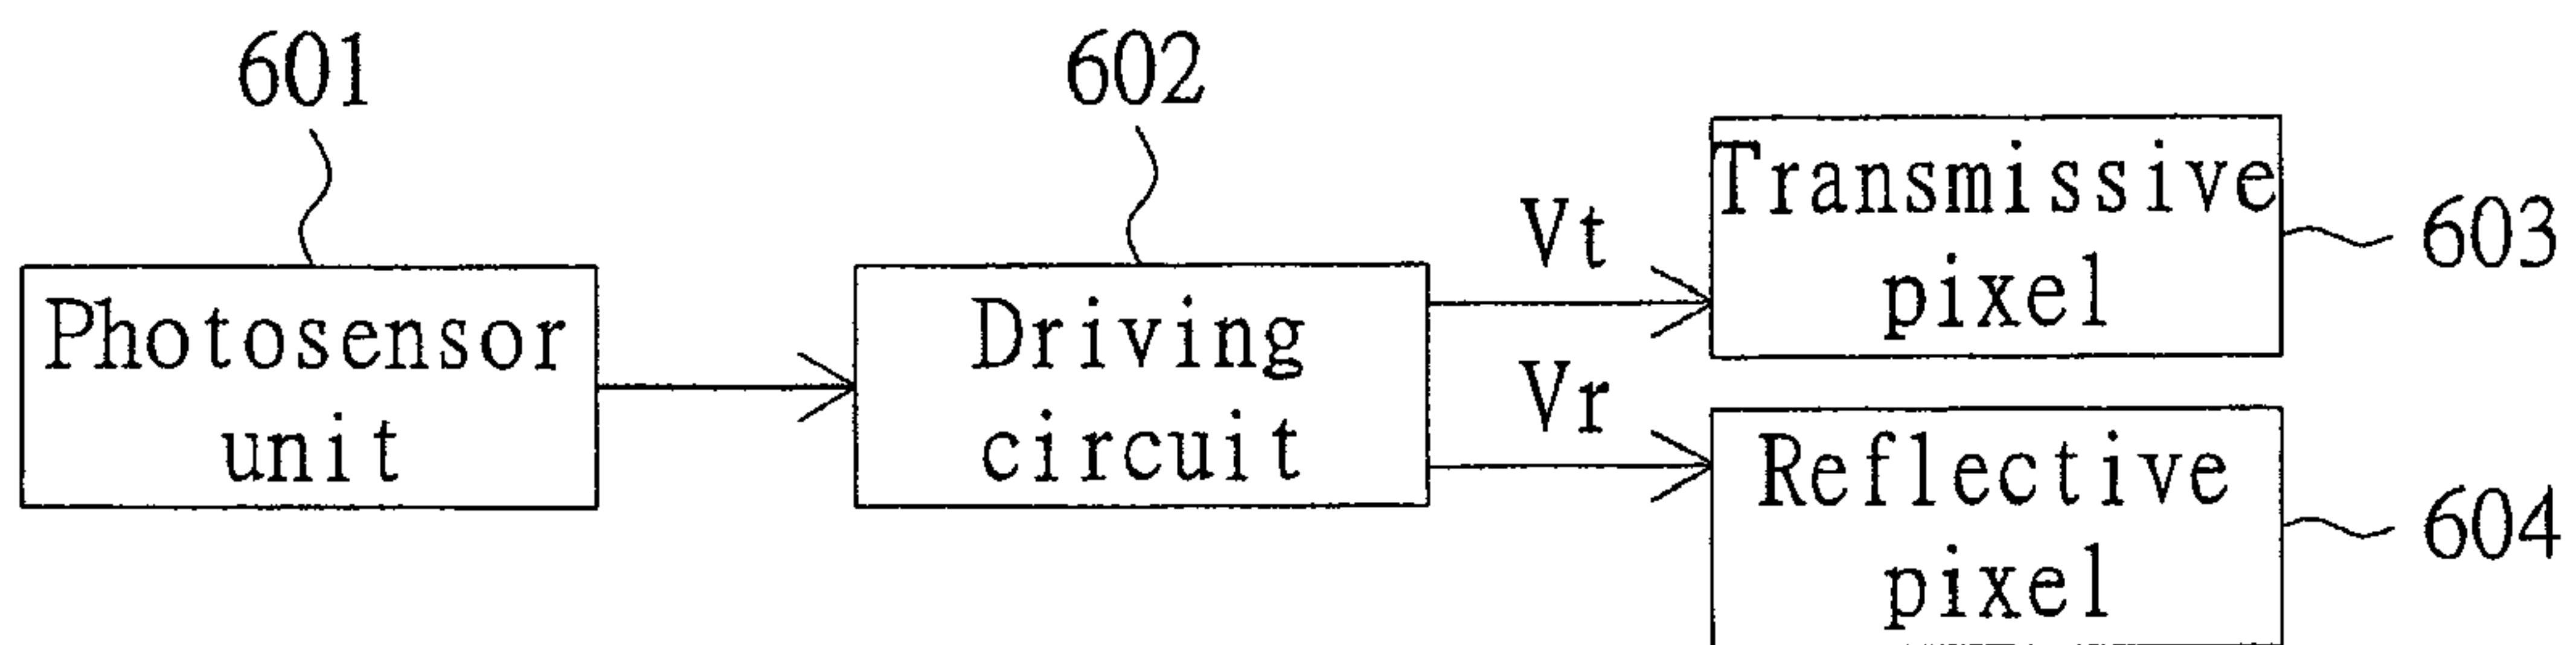 601
602
Photosensor
unit
Driving
circuit
Vt
Vr
Transmissive
pixel
603
Reflective
pixel
604